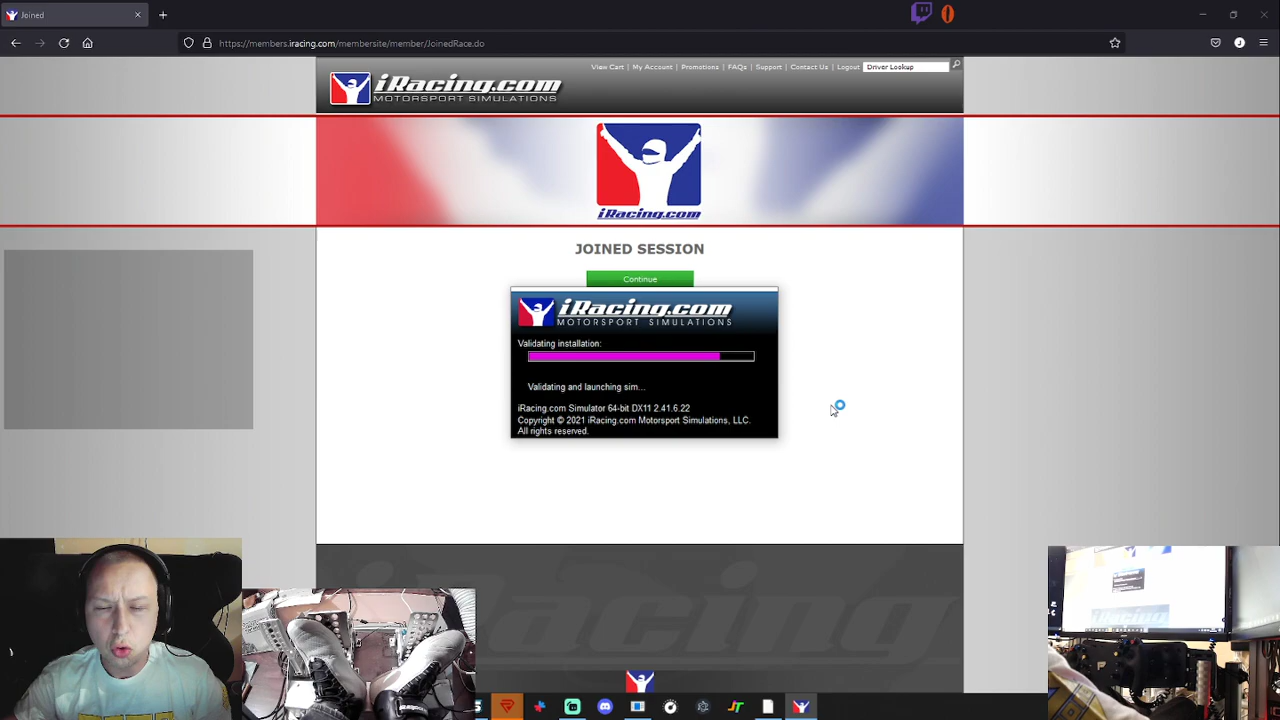 Joined
https://members.iracing.com/membersite/member/JoinedRace.do
View Cart | My Account | Promotions | FAQs | Support | Contact Us | Logout
Driver Lookup
iRacing.com
MOTORSPORT SIMULATIONS
iRacing.com
JOINED SESSION
Continue
iRacing.com
MOTORSPORT SIMULATIONS
Validating installation:
Validating and launching sim...
iRacing.com Simulator 64-bit DX11 2.41.6.22
Copyright © 2021 iRacing.com Motorsport Simulations, LLC.
All rights reserved.
iRacing